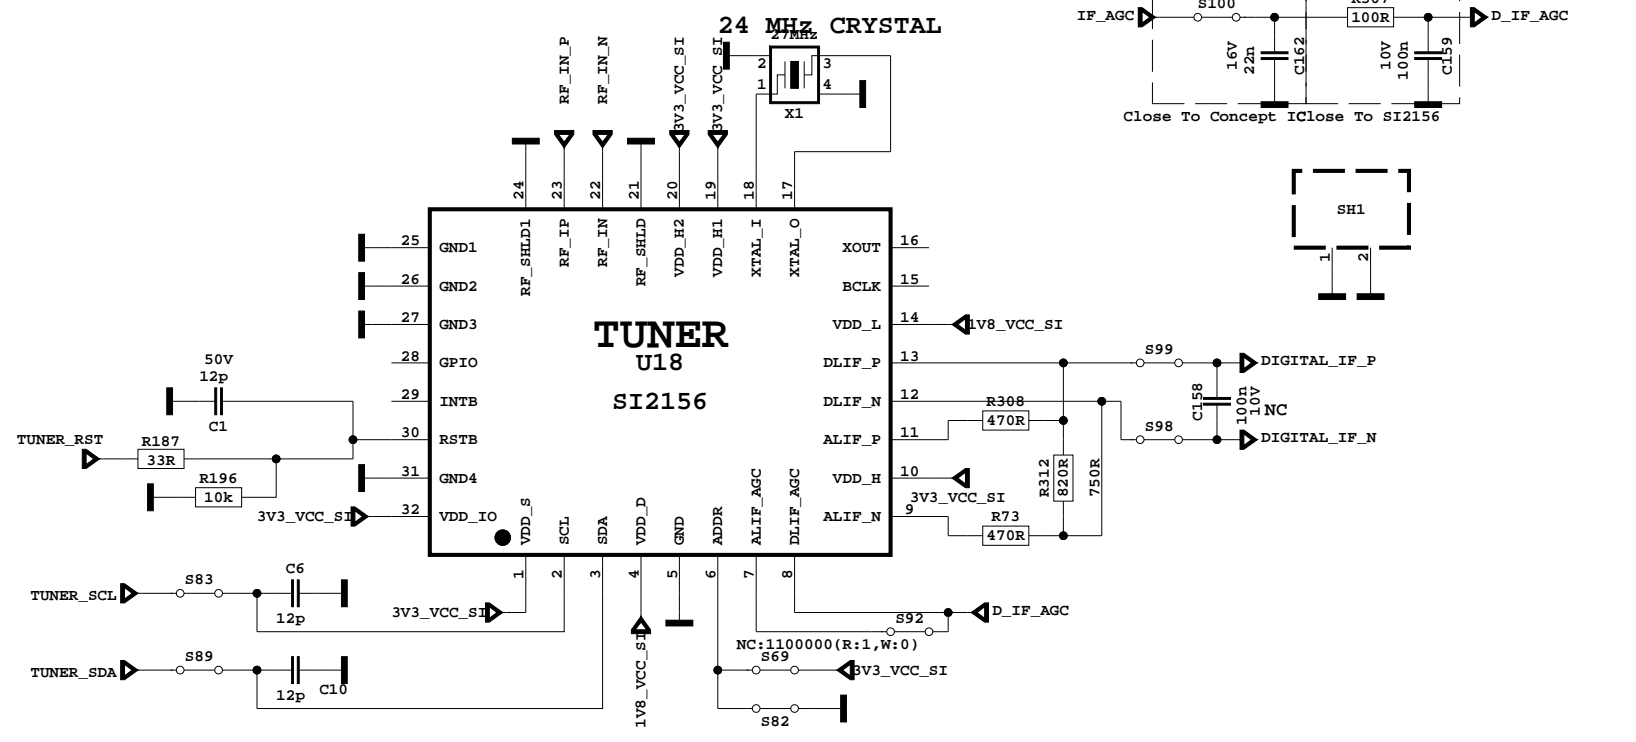 24 MHz CRYSTAL
27MHz
RF_IN_P
RF_IN_N
3V3_VCC_SI
3V3_VCC_SI
2
3
1
4
X1
IF_AGC
S100
100R
D_IF_AGC
16V
22n
C162
10V
100n
C159
Close To Concept IC
Close To SI2156
SH1
1
2
24
23
22
21
20
19
18
17
RF_SHLD1
RF_IP
RF_IN
RF_SHLD
VDD_H2
VDD_H1
XTAL_I
XTAL_O
25 GND1
26 GND2
27 GND3
28 GPIO
29 INTB
30 RSTB
31 GND4
32 VDD_IO
XOUT 16
BCLK 15
VDD_L 14
1V8_VCC_SI
DLIF_P 13
DLIF_N 12
ALIF_P 11
VDD_H 10
3V3_VCC_SI
ALIF_N 9
TUNER
U18
SI2156
50V
12p
C1
TUNER_RST
R187
33R
R196
10k
3V3_VCC_SI
S99
DIGITAL_IF_P
C158
100n
10V
NC
S98
DIGITAL_IF_N
R308
470R
R312
820R
750R
R73
470R
VDD_S
SCL
SDA
VDD_D
GND
ADDR
ALIF_AGC
DLIF_AGC
1
2
3
4
5
6
7
8
TUNER_SCL
S83
C6
12p
3V3_VCC_SI
TUNER_SDA
S89
12p
C10
1V8_VCC_SI
D_IF_AGC
S92
NC:1100000(R:1,W:0)
S69
3V3_VCC_SI
S82